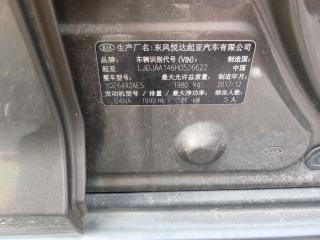 KIA 生产厂名:东风悦达起亚汽车有限公司
品牌: 车辆识别代号(VIN): 制造国:
起亚 LJDJAA146H0526622 中国
整车型号: 最大允许总质量: 制造年月:
YQZ6442AE5 1980 kg 2017-12
发动机型号/ 排量/ 最大净功率: 乘坐人数:
G4NA 1999 mL 121 kW 5 人